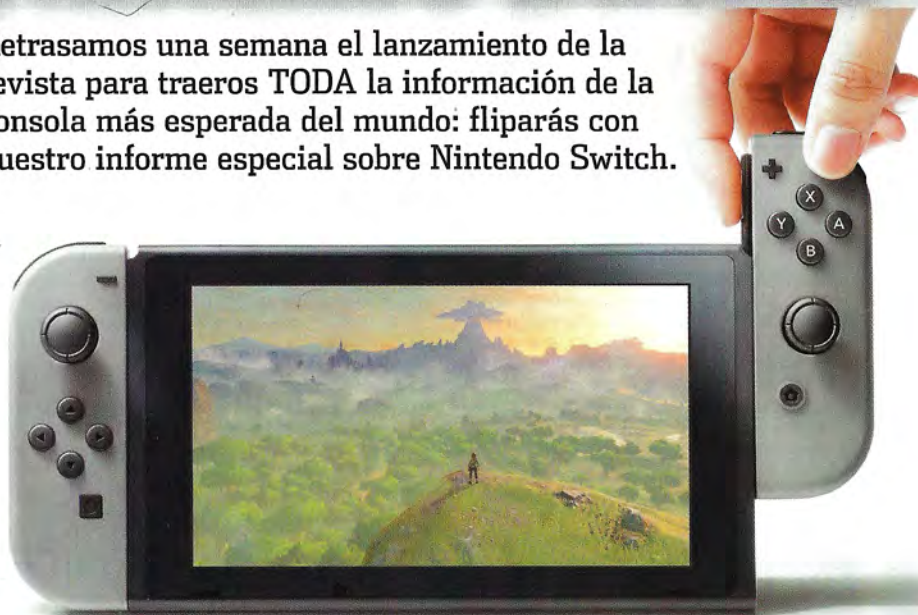 etrasamos una semana el lanzamiento de la
evista para traeros TODA la información de la
onsola más esperada del mundo: fliparás con
uestro informe especial sobre Nintendo Switch.
X
Y A
B